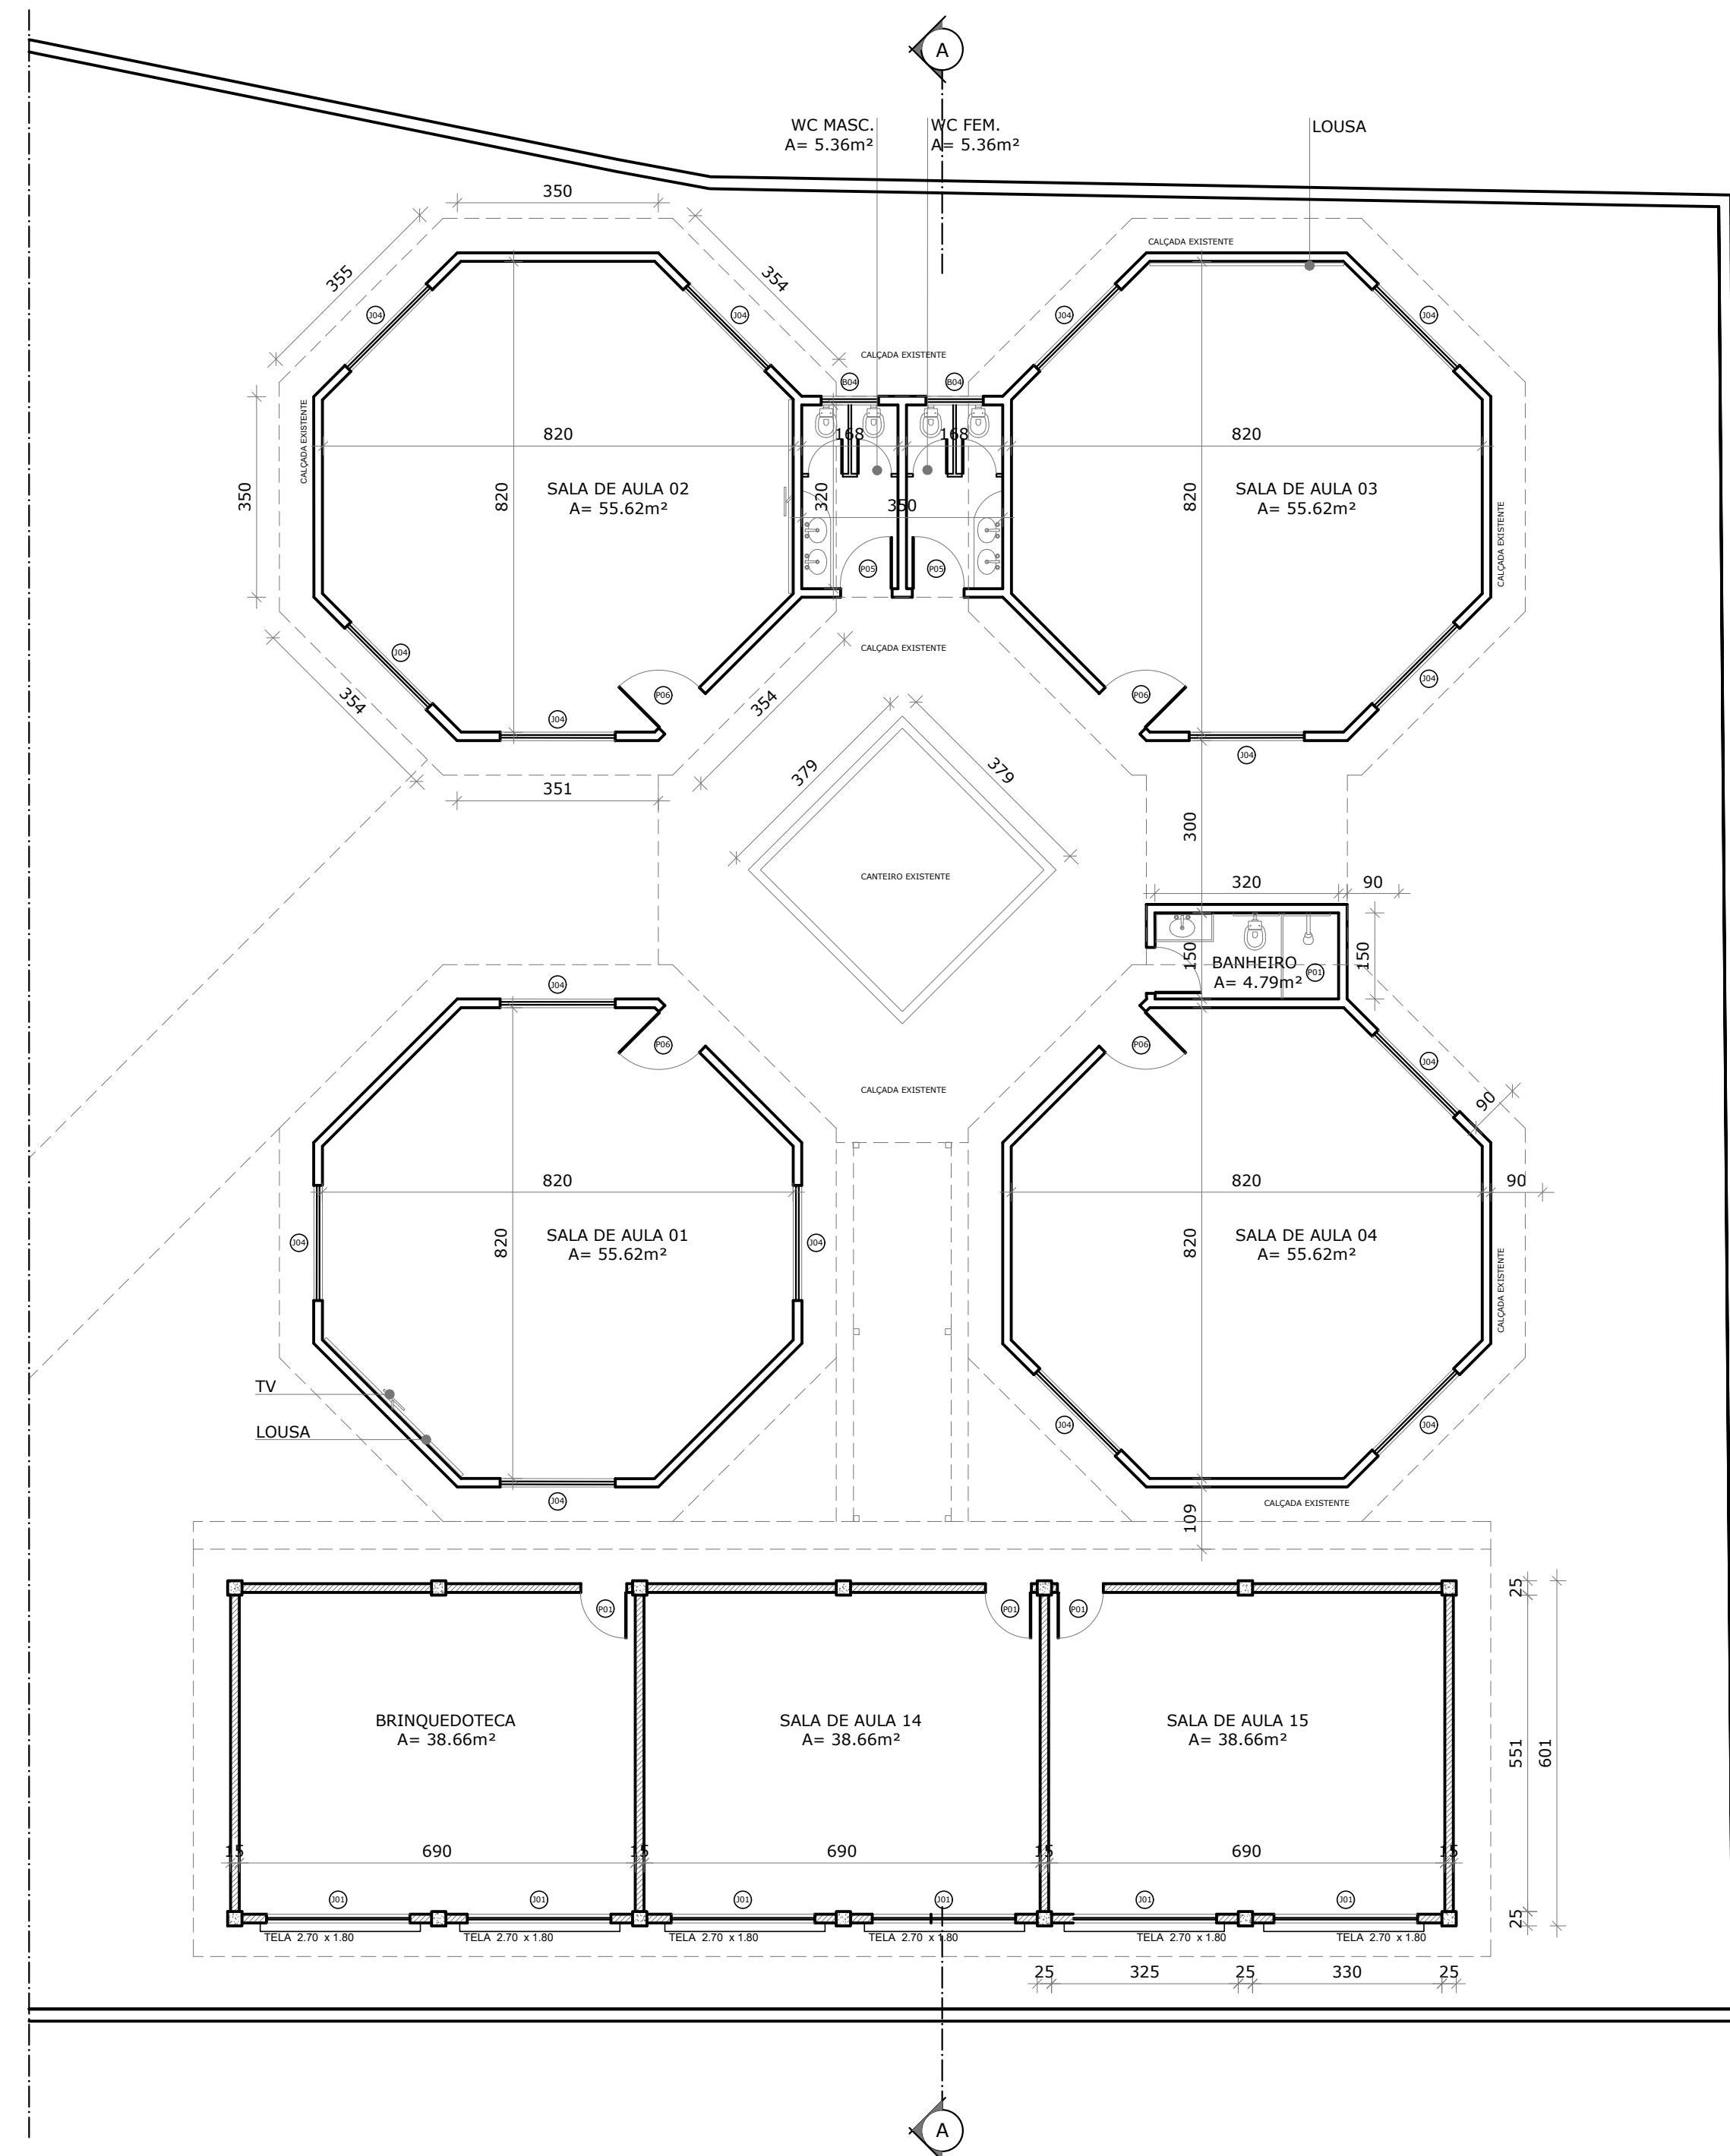 A
WC MASC.
A= 5.36m²
WC FEM.
A= 5.36m²
LOUSA
350
355
354
CALÇADA EXISTENTE
J04
J04
J04
J04
CALÇADA EXISTENTE
B04
B04
CALÇADA EXISTENTE
350
820
820
168
168
820
820
320
350
SALA DE AULA 02
A= 55.62m²
SALA DE AULA 03
A= 55.62m²
CALÇADA EXISTENTE
P05
P05
J04
J04
CALÇADA EXISTENTE
354
354
P06
P06
J04
J04
351
379
379
300
CANTEIRO EXISTENTE
320
90
150
150
BANHEIRO
A= 4.79m²
P01
J04
P06
P06
J04
CALÇADA EXISTENTE
90
820
820
90
820
820
SALA DE AULA 01
A= 55.62m²
SALA DE AULA 04
A= 55.62m²
J04
J04
CALÇADA EXISTENTE
TV
LOUSA
J04
J04
J04
CALÇADA EXISTENTE
109
P01
P01
P01
25
BRINQUEDOTECA
A= 38.66m²
SALA DE AULA 14
A= 38.66m²
SALA DE AULA 15
A= 38.66m²
551
601
15
690
15
690
15
690
15
J01
J01
J01
J01
J01
J01
25
TELA 2.70 x 1.80
TELA 2.70 x 1.80
TELA 2.70 x 1.80
TELA 2.70 x 1.80
TELA 2.70 x 1.80
TELA 2.70 x 1.80
25
325
25
330
25
A